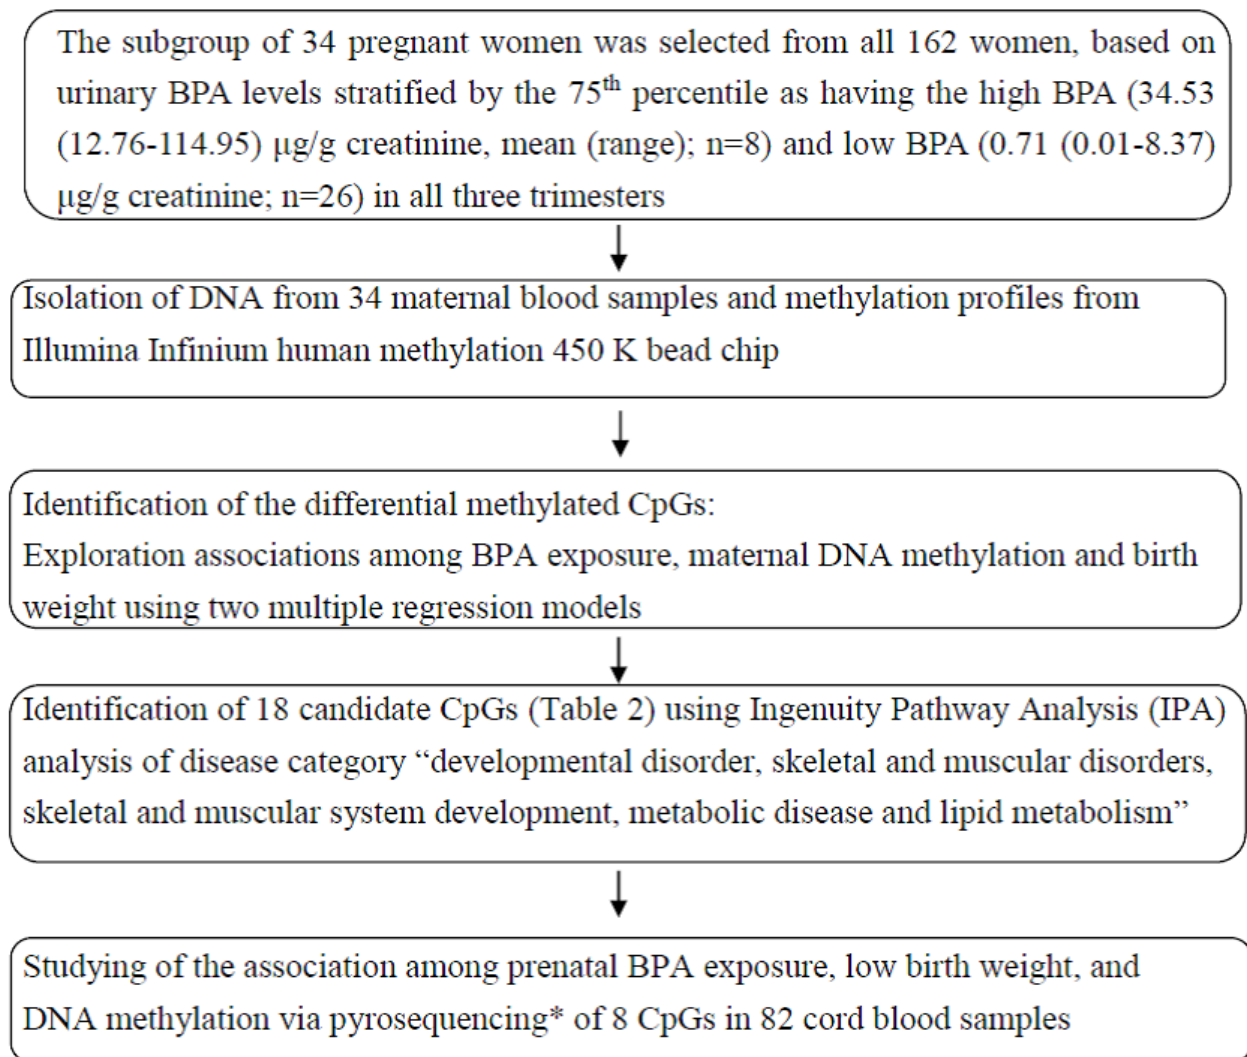 The subgroup of 34 pregnant women was selected from all 162 women, based on
urinary BPA levels stratified by the 75th percentile as having the high BPA (34.53
(12.76-114.95) μg/g creatinine, mean (range); n=8) and low BPA (0.71 (0.01-8.37)
μg/g creatinine; n=26) in all three trimesters
Isolation of DNA from 34 maternal blood samples and methylation profiles from
Illumina Infinium human methylation 450 K bead chip
Identification of the differential methylated CpGs:
Exploration associations among BPA exposure, maternal DNA methylation and birth
weight using two multiple regression models
Identification of 18 candidate CpGs (Table 2) using Ingenuity Pathway Analysis (IPA)
analysis of disease category “developmental disorder, skeletal and muscular disorders,
skeletal and muscular system development, metabolic disease and lipid metabolism”
Studying of the association among prenatal BPA exposure, low birth weight, and
DNA methylation via pyrosequencing* of 8 CpGs in 82 cord blood samples